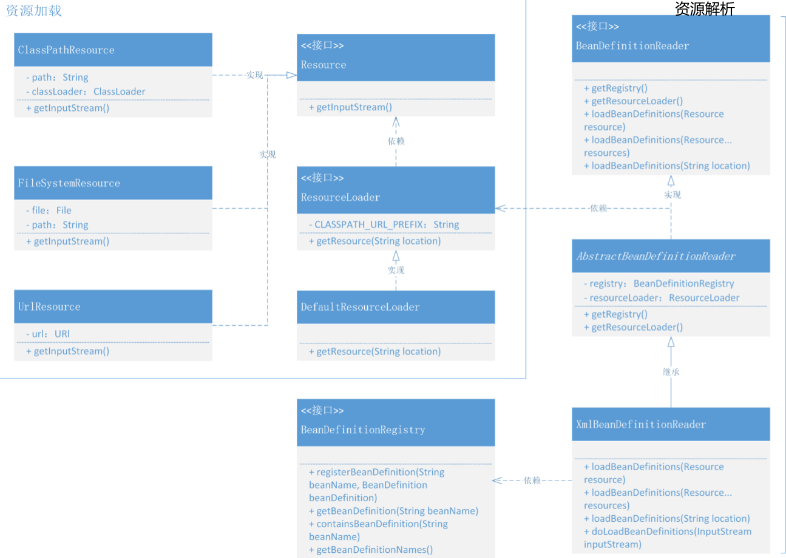 资源加载
ClassPathResource
- path：String
- classLoader：ClassLoader
+ getInputStream()
实现
<<接口>>
Resource
+ getInputStream()
依赖
实现
FileSystemResource
- file：File
- path：String
+ getInputStream()
<<接口>>
ResourceLoader
- CLASSPATH_URL_PREFIX：String
+ getResource(String location)
实现
UrlResource
- url：URI
+ getInputStream()
DefaultResourceLoader
+ getResource(String location)
资源解析
<<接口>>
BeanDefinitionReader
+ getRegistry()
+ getResourceLoader()
+ loadBeanDefinitions(Resource
resource)
+ loadBeanDefinitions(Resource...
resources)
+ loadBeanDefinitions(String location)
实现
依赖
AbstractBeanDefinitionReader
- registry：BeanDefinitionRegistry
- resourceLoader：ResourceLoader
+ getRegistry()
+ getResourceLoader()
继承
<<接口>>
BeanDefinitionRegistry
+ registerBeanDefinition(String
beanName, BeanDefinition
beanDefinition)
+ getBeanDefinition(String beanName)
+ containsBeanDefinition(String
beanName)
+ getBeanDefinitionNames()
依赖
XmlBeanDefinitionReader
+ loadBeanDefinitions(Resource
resource)
+ loadBeanDefinitions(Resource...
resources)
+ loadBeanDefinitions(String location)
+ doLoadBeanDefinitions(InputStream
inputStream)